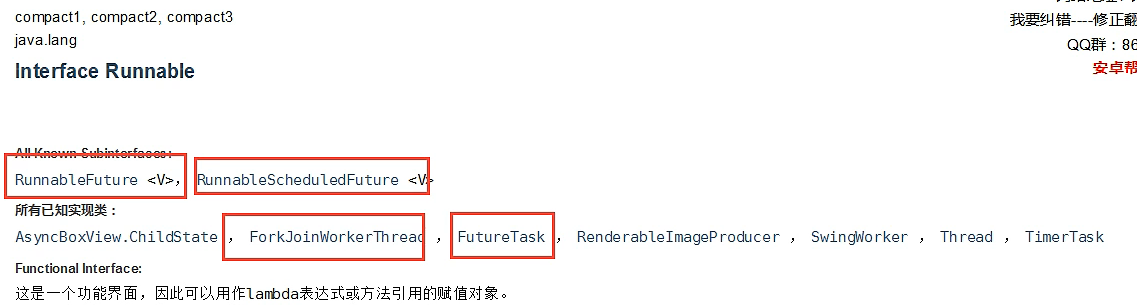 compact1, compact2, compact3
我要纠错----修正翻
java.lang
QQ群：86
Interface Runnable
安卓帮
All Known Subinterfaces:
RunnableFuture <V>， RunnableScheduledFuture <V>
所有已知实现类：
AsyncBoxView.ChildState ， ForkJoinWorkerThread ， FutureTask ， RenderableImageProducer ， SwingWorker ， Thread ， TimerTask
Functional Interface:
这是一个功能界面，因此可以用作lambda表达式或方法引用的赋值对象。